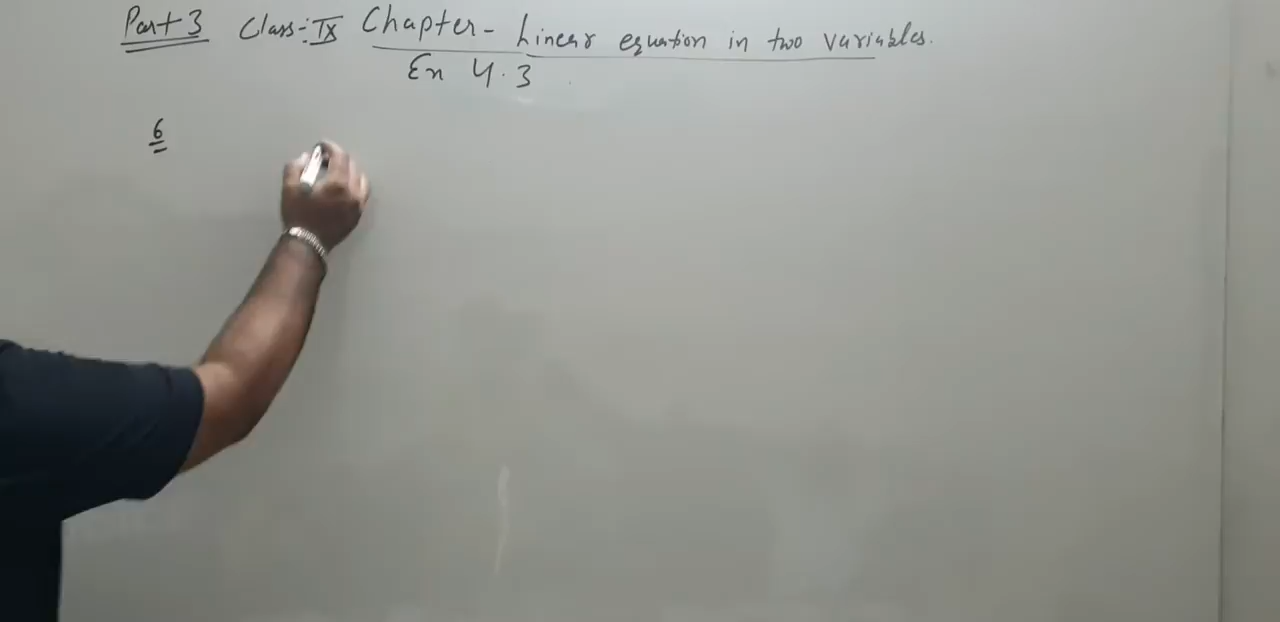 Part 3 Class-: IX Chapter- Linear equation in two variables.
Ex 4.3
6